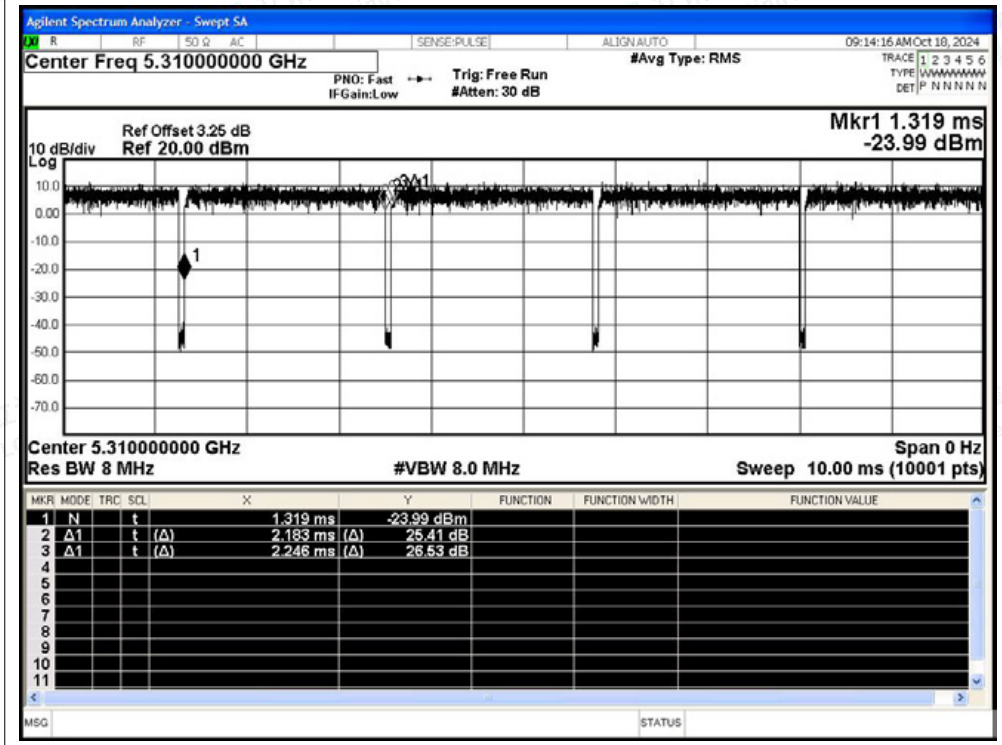 Agilent Spectrum Analyzer - Swept SA
LXI R RF 50 Ω AC SENSE:PULSE ALIGN AUTO 09:14:16 AM Oct 18, 2024
Center Freq 5.310000000 GHz #Avg Type: RMS TRACE 1 2 3 4 5 6
PNO: Fast Trig: Free Run TYPE WWWWWW
IFGain:Low #Atten: 30 dB DET P N N N N N
Mkr1 1.319 ms
Ref Offset 3.25 dB
10 dB/div Ref 20.00 dBm -23.99 dBm
Log
10.0
0.00
-10.0
1
-20.0
-30.0
-40.0
-50.0
-60.0
-70.0
Center 5.310000000 GHz Span 0 Hz
Res BW 8 MHz #VBW 8.0 MHz Sweep 10.00 ms (10001 pts)
MKR MODE TRC SCL X Y FUNCTION FUNCTION WIDTH FUNCTION VALUE
1 N t 1.319 ms -23.99 dBm
2 Δ1 t (Δ) 2.183 ms (Δ) 25.41 dB
3 Δ1 t (Δ) 2.246 ms (Δ) 26.53 dB
4
5
6
7
8
9
10
11
MSG STATUS